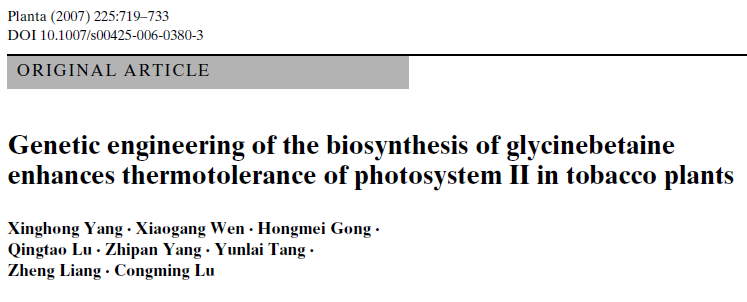 Planta (2007) 225:719–733
DOI 10.1007/s00425-006-0380-3
ORIGINAL ARTICLE
Genetic engineering of the biosynthesis of glycinebetaine
enhances thermotolerance of photosystem II in tobacco plants
Xinghong Yang · Xiaogang Wen · Hongmei Gong ·
Qingtao Lu · Zhipan Yang · Yunlai Tang ·
Zheng Liang · Congming Lu